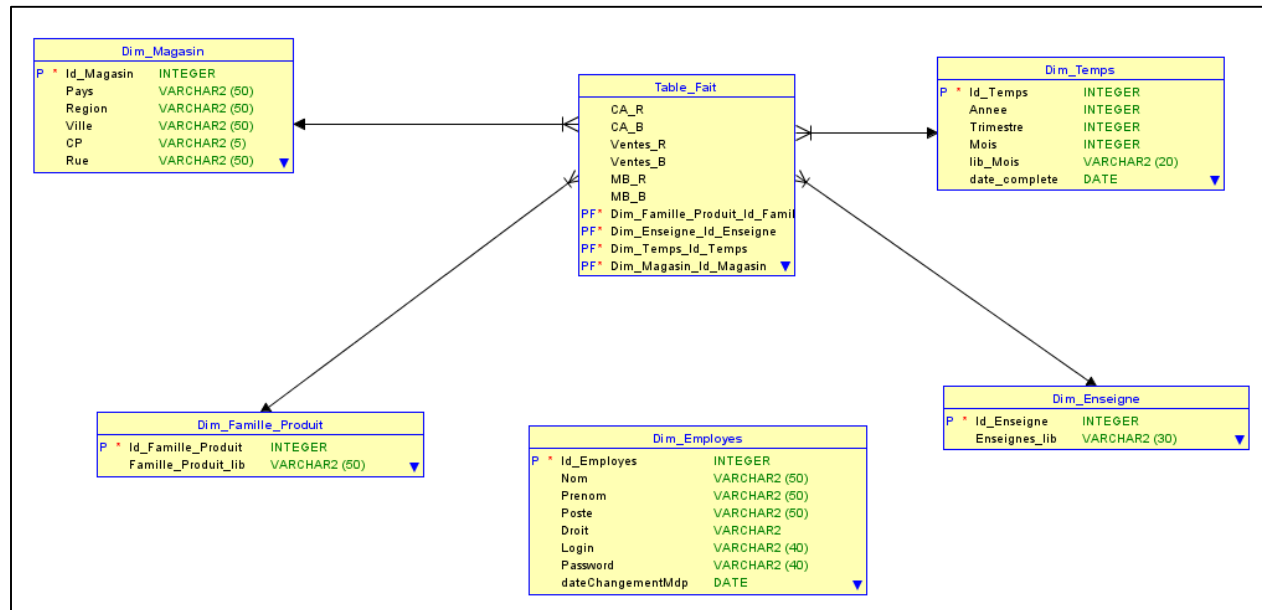 Dim_Magasin
P * Id_Magasin INTEGER
Pays VARCHAR2 (50)
Region VARCHAR2 (50)
Ville VARCHAR2 (50)
CP VARCHAR2 (5)
Rue VARCHAR2 (50)
Table_Fait
CA_R
CA_B
Ventes_R
Ventes_B
MB_R
MB_B
PF* Dim_Famille_Produit_Id_Famil
PF* Dim_Enseigne_Id_Enseigne
PF* Dim_Temps_Id_Temps
PF* Dim_Magasin_Id_Magasin
Dim_Temps
P * Id_Temps INTEGER
Annee INTEGER
Trimestre INTEGER
Mois INTEGER
lib_Mois VARCHAR2 (20)
date_complete DATE
Dim_Famille_Produit
P * Id_Famille_Produit INTEGER
Famille_Produit_lib VARCHAR2 (50)
Dim_Employes
P * Id_Employes INTEGER
Nom VARCHAR2 (50)
Prenom VARCHAR2 (50)
Poste VARCHAR2 (50)
Droit VARCHAR2
Login VARCHAR2 (40)
Password VARCHAR2 (40)
dateChangementMdp DATE
Dim_Enseigne
P * Id_Enseigne INTEGER
Enseignes_lib VARCHAR2 (30)